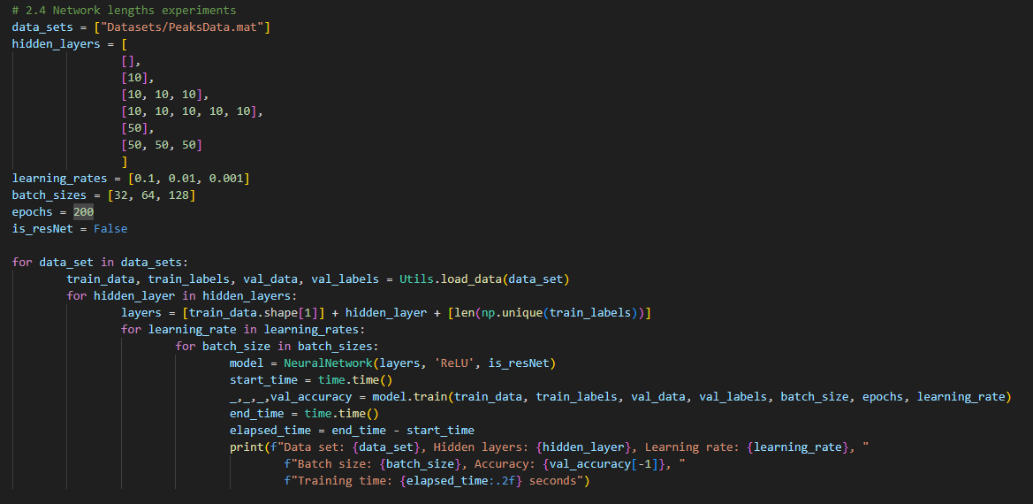 # 2.4 Network lengths experiments
data_sets = ["Datasets/PeaksData.mat"]
hidden_layers = [
[],
[10],
[10, 10, 10],
[10, 10, 10, 10, 10],
[50],
[50, 50, 50]
]
learning_rates = [0.1, 0.01, 0.001]
batch_sizes = [32, 64, 128]
epochs = 200
is_resNet = False
for data_set in data_sets:
train_data, train_labels, val_data, val_labels = Utils.load_data(data_set)
for hidden_layer in hidden_layers:
layers = [train_data.shape[1]] + hidden_layer + [len(np.unique(train_labels))]
for learning_rate in learning_rates:
for batch_size in batch_sizes:
model = NeuralNetwork(layers, 'ReLU', is_resNet)
start_time = time.time()
_,_,_,val_accuracy = model.train(train_data, train_labels, val_data, val_labels, batch_size, epochs, learning_rate)
end_time = time.time()
elapsed_time = end_time - start_time
print(f"Data set: {data_set}, Hidden layers: {hidden_layer}, Learning rate: {learning_rate}, "
f"Batch size: {batch_size}, Accuracy: {val_accuracy[-1]}, "
f"Training time: {elapsed_time:.2f} seconds")